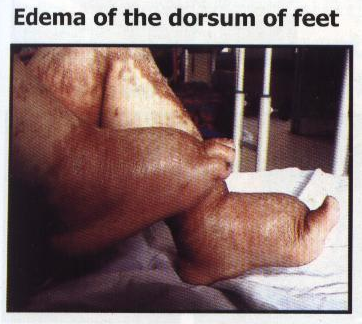 Edema of the dorsum of feet